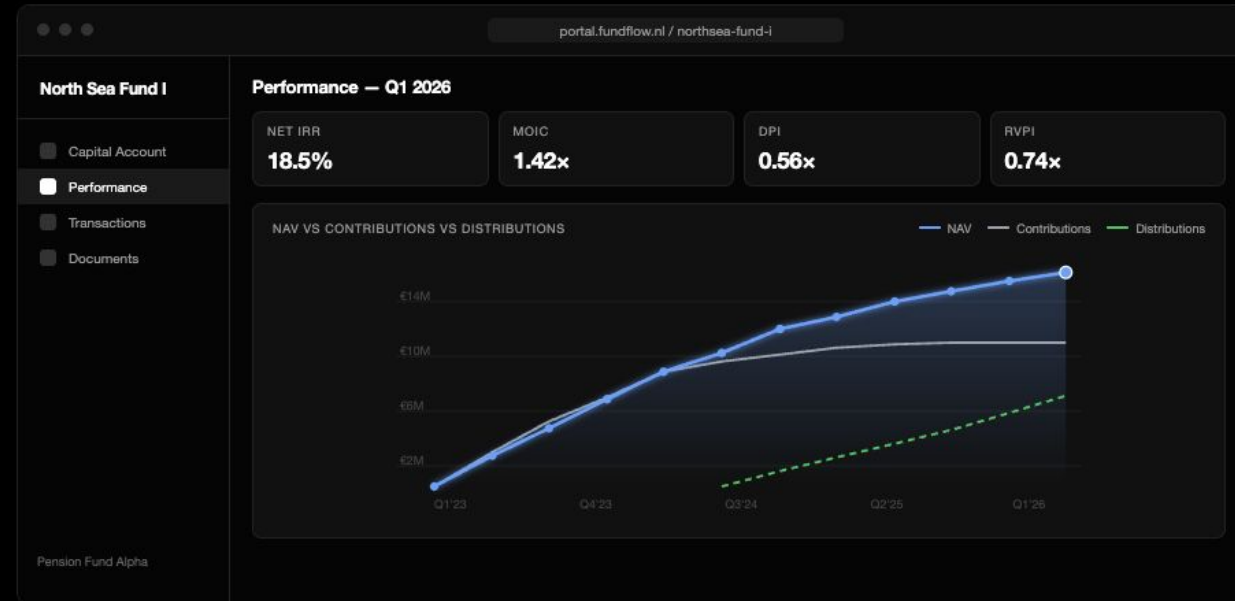 portal.fundflow.nl / northsea-fund-i
North Sea Fund I
Capital Account
Performance
Transactions
Documents
Pension Fund Alpha
Performance — Q1 2026
NET IRR
18.5%
MOIC
1.42×
DPI
0.56×
RVPI
0.74×
NAV VS CONTRIBUTIONS VS DISTRIBUTIONS
NAV Contributions Distributions
€14M
€10M
€6M
€2M
Q1'23 Q4'23 Q3'24 Q2'25 Q1'26